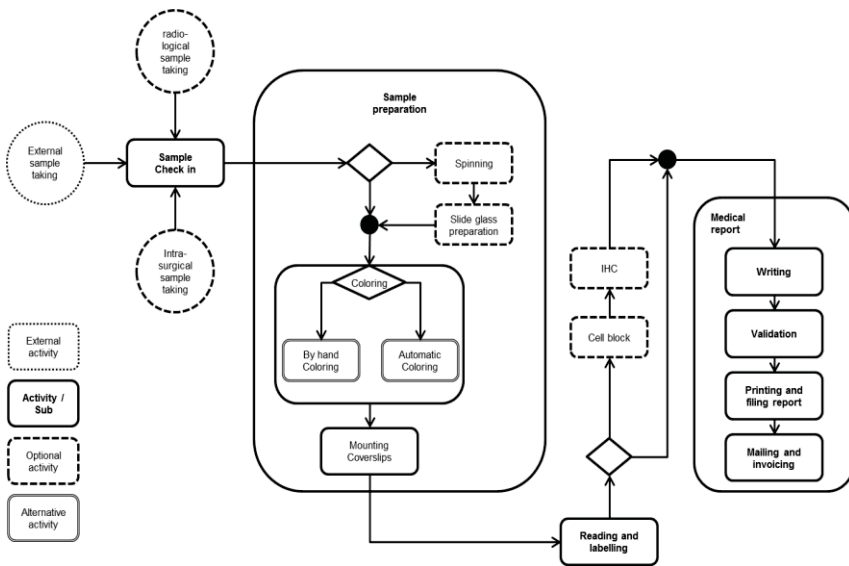 radio-
logical
sample
taking
External
sample
taking
Sample
Check in
Intra-
surgical
sample
taking
External
activity
Activity /
Sub
Optional
activity
Alternative
activity
Sample
preparation
Spinning
Slide glass
preparation
Coloring
By hand
Coloring
Automatic
Coloring
Mounting
Coverslips
Reading and
labelling
Cell block
IHC
Medical
report
Writing
Validation
Printing and
filing report
Mailing and
invoicing